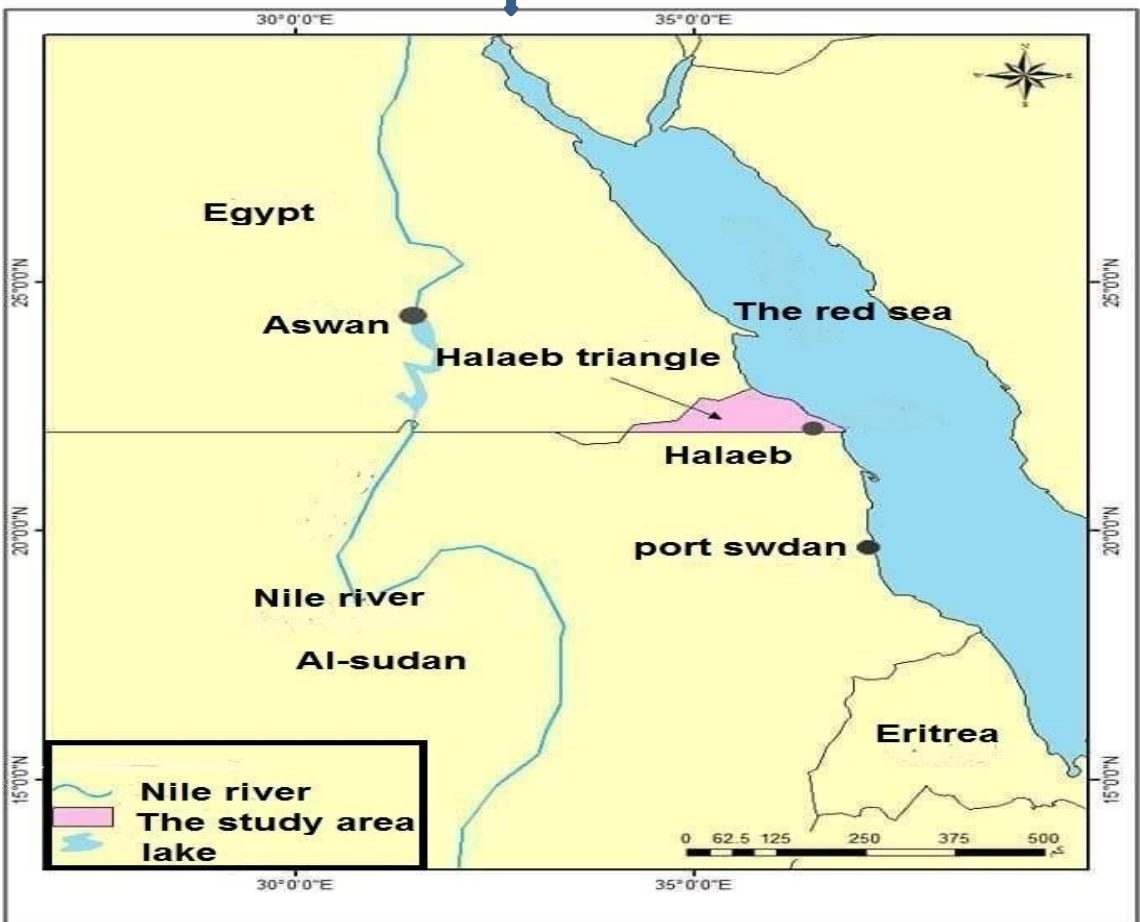 30°0'0"E 35°0'0"E
N
W E
S
Egypt
25°0'0"N 25°0'0"N
The red sea
Aswan
Halaeb triangle
Halaeb
20°0'0"N 20°0'0"N
port swdan
Nile river
Al-sudan
Eritrea
15°0'0"N 15°0'0"N
Nile river
The study area
lake
0 62.5 125 250 375 500
30°0'0"E 35°0'0"E